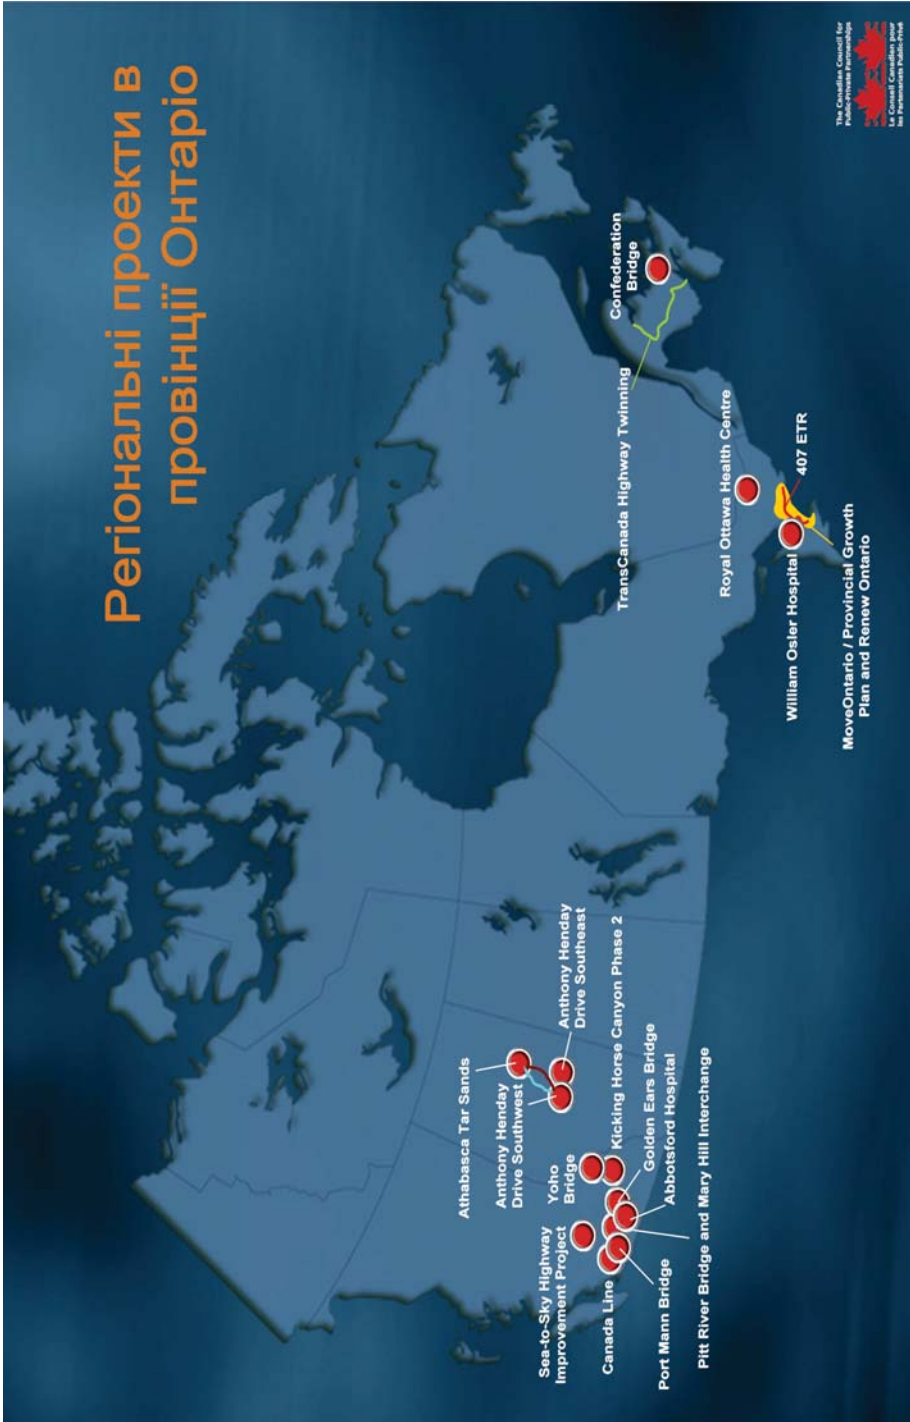 Регіональні проекти в
провінції Онтаріо
Athabasca Tar Sands
Anthony Henday
Drive Southwest
Anthony Henday
Drive Southeast
Yoho
Bridge
Kicking Horse Canyon Phase 2
Sea-to-Sky Highway
Improvement Project
Golden Ears Bridge
Canada Line
Abbotsford Hospital
Port Mann Bridge
Pitt River Bridge and Mary Hill Interchange
Confederation
Bridge
TransCanada Highway Twinning
Royal Ottawa Health Centre
407 ETR
William Osler Hospital
MoveOntario / Provincial Growth
Plan and Renew Ontario
The Canadian Council for
Public-Private Partnerships
Le Conseil Canadien pour
les Partenariats Public-Privé